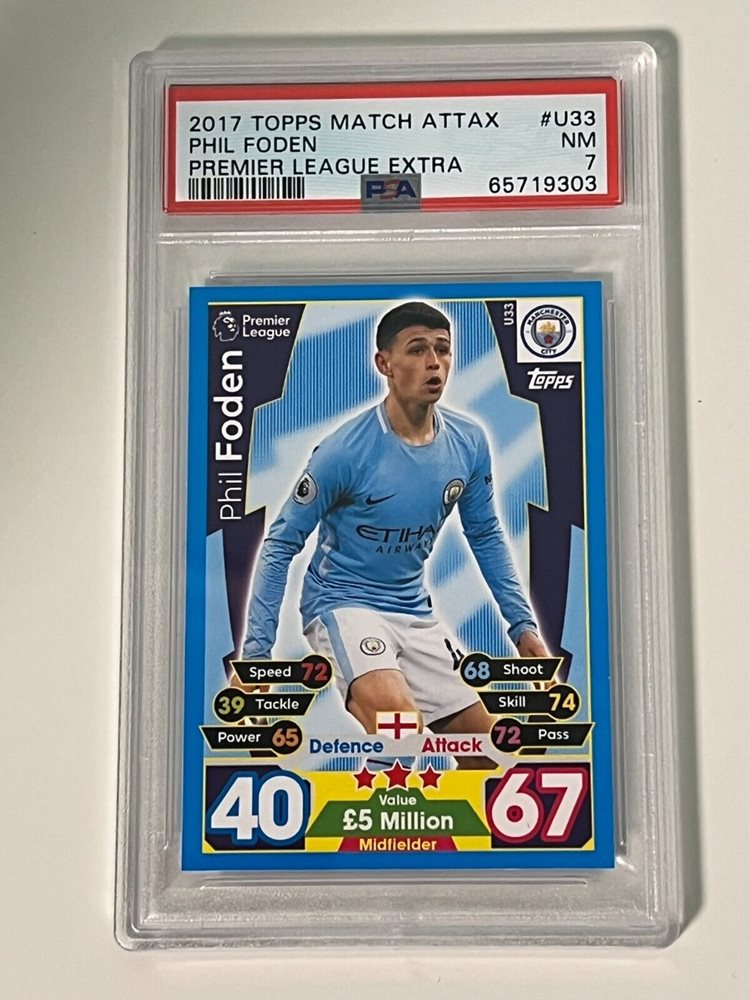 2017 TOPPS MATCH ATTAX #U33
PHIL FODEN NM
PREMIER LEAGUE EXTRA 7
PSA 65719303
Premier
League
U33
MANCHESTER
CITY
TOPPS
Phil Foden
ETIHAD
AIRWAYS
Speed 72
68 Shoot
39 Tackle
Skill 74
Power 65
72 Pass
Defence Attack
40
67
Value
£5 Million
Midfielder